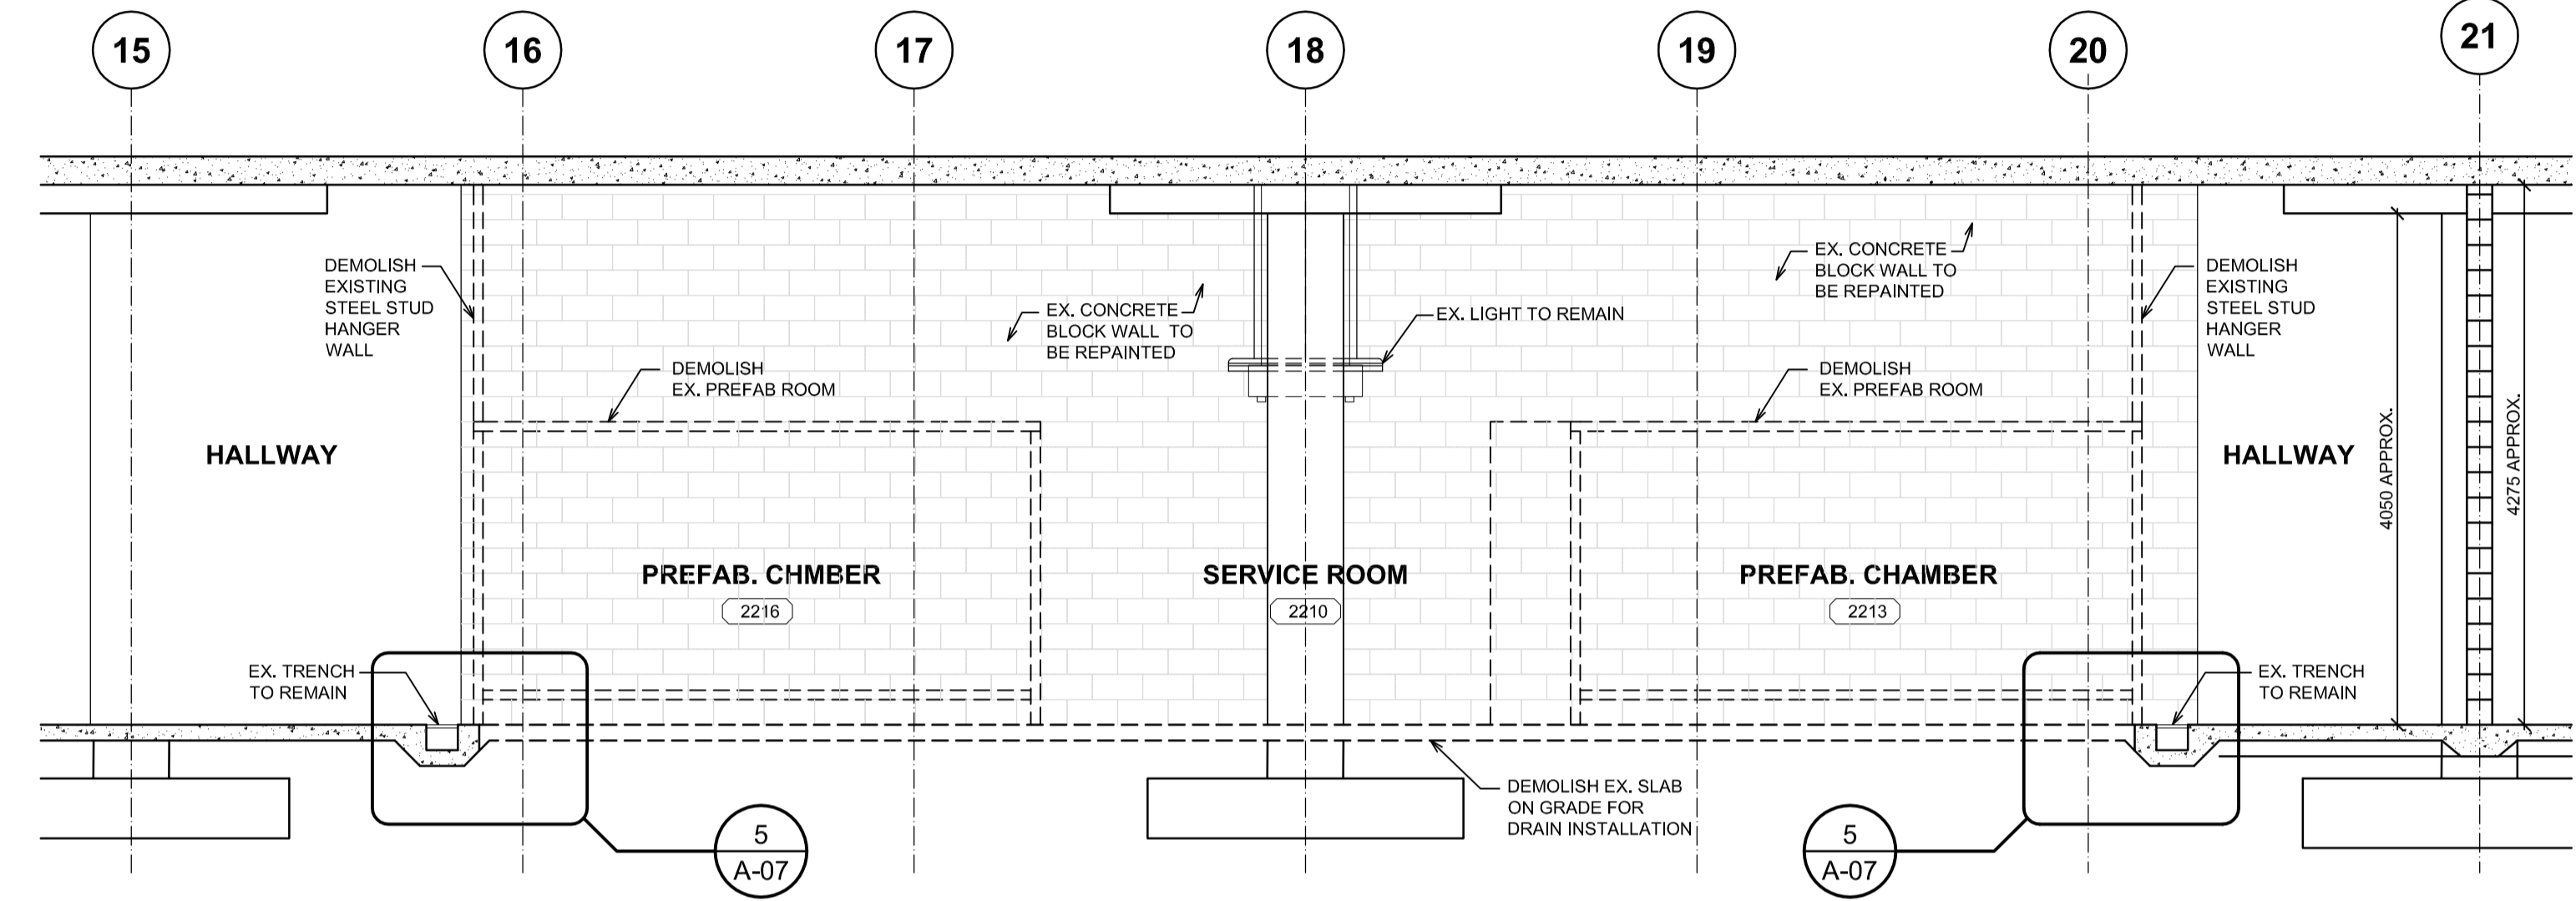 15
16
17
18
19
20
21
DEMOLISH
EXISTING
STEEL STUD
HANGER
WALL
EX. CONCRETE
BLOCK WALL TO
BE REPAINTED
EX. LIGHT TO REMAIN
EX. CONCRETE
BLOCK WALL TO
BE REPAINTED
DEMOLISH
EXISTING
STEEL STUD
HANGER
WALL
DEMOLISH
EX. PREFAB ROOM
DEMOLISH
EX. PREFAB ROOM
HALLWAY
HALLWAY
4050 APPROX.
4275 APPROX.
PREFAB. CHMBER
2216
SERVICE ROOM
2210
PREFAB. CHAMBER
2213
EX. TRENCH
TO REMAIN
EX. TRENCH
TO REMAIN
DEMOLISH EX. SLAB
ON GRADE FOR
DRAIN INSTALLATION
5
A-07
5
A-07